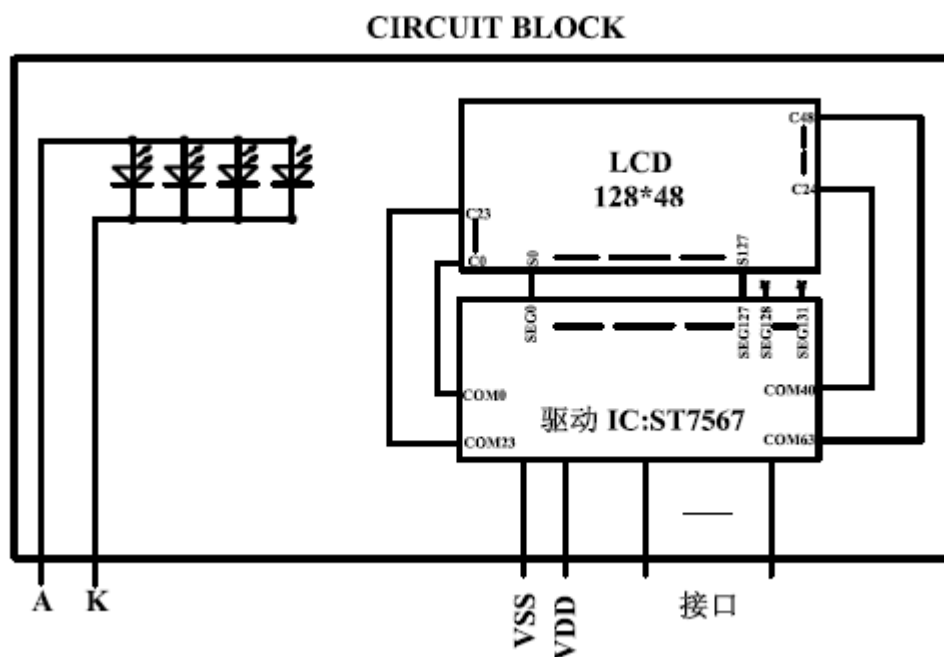 CIRCUIT BLOCK
LCD
128*48
C48
C24
C23
C0
S0
S127
SEG0
SEG127
SEG128
SEG131
COM0
COM23
驱动 IC:ST7567
COM40
COM63
A
K
VSS
VDD
接口